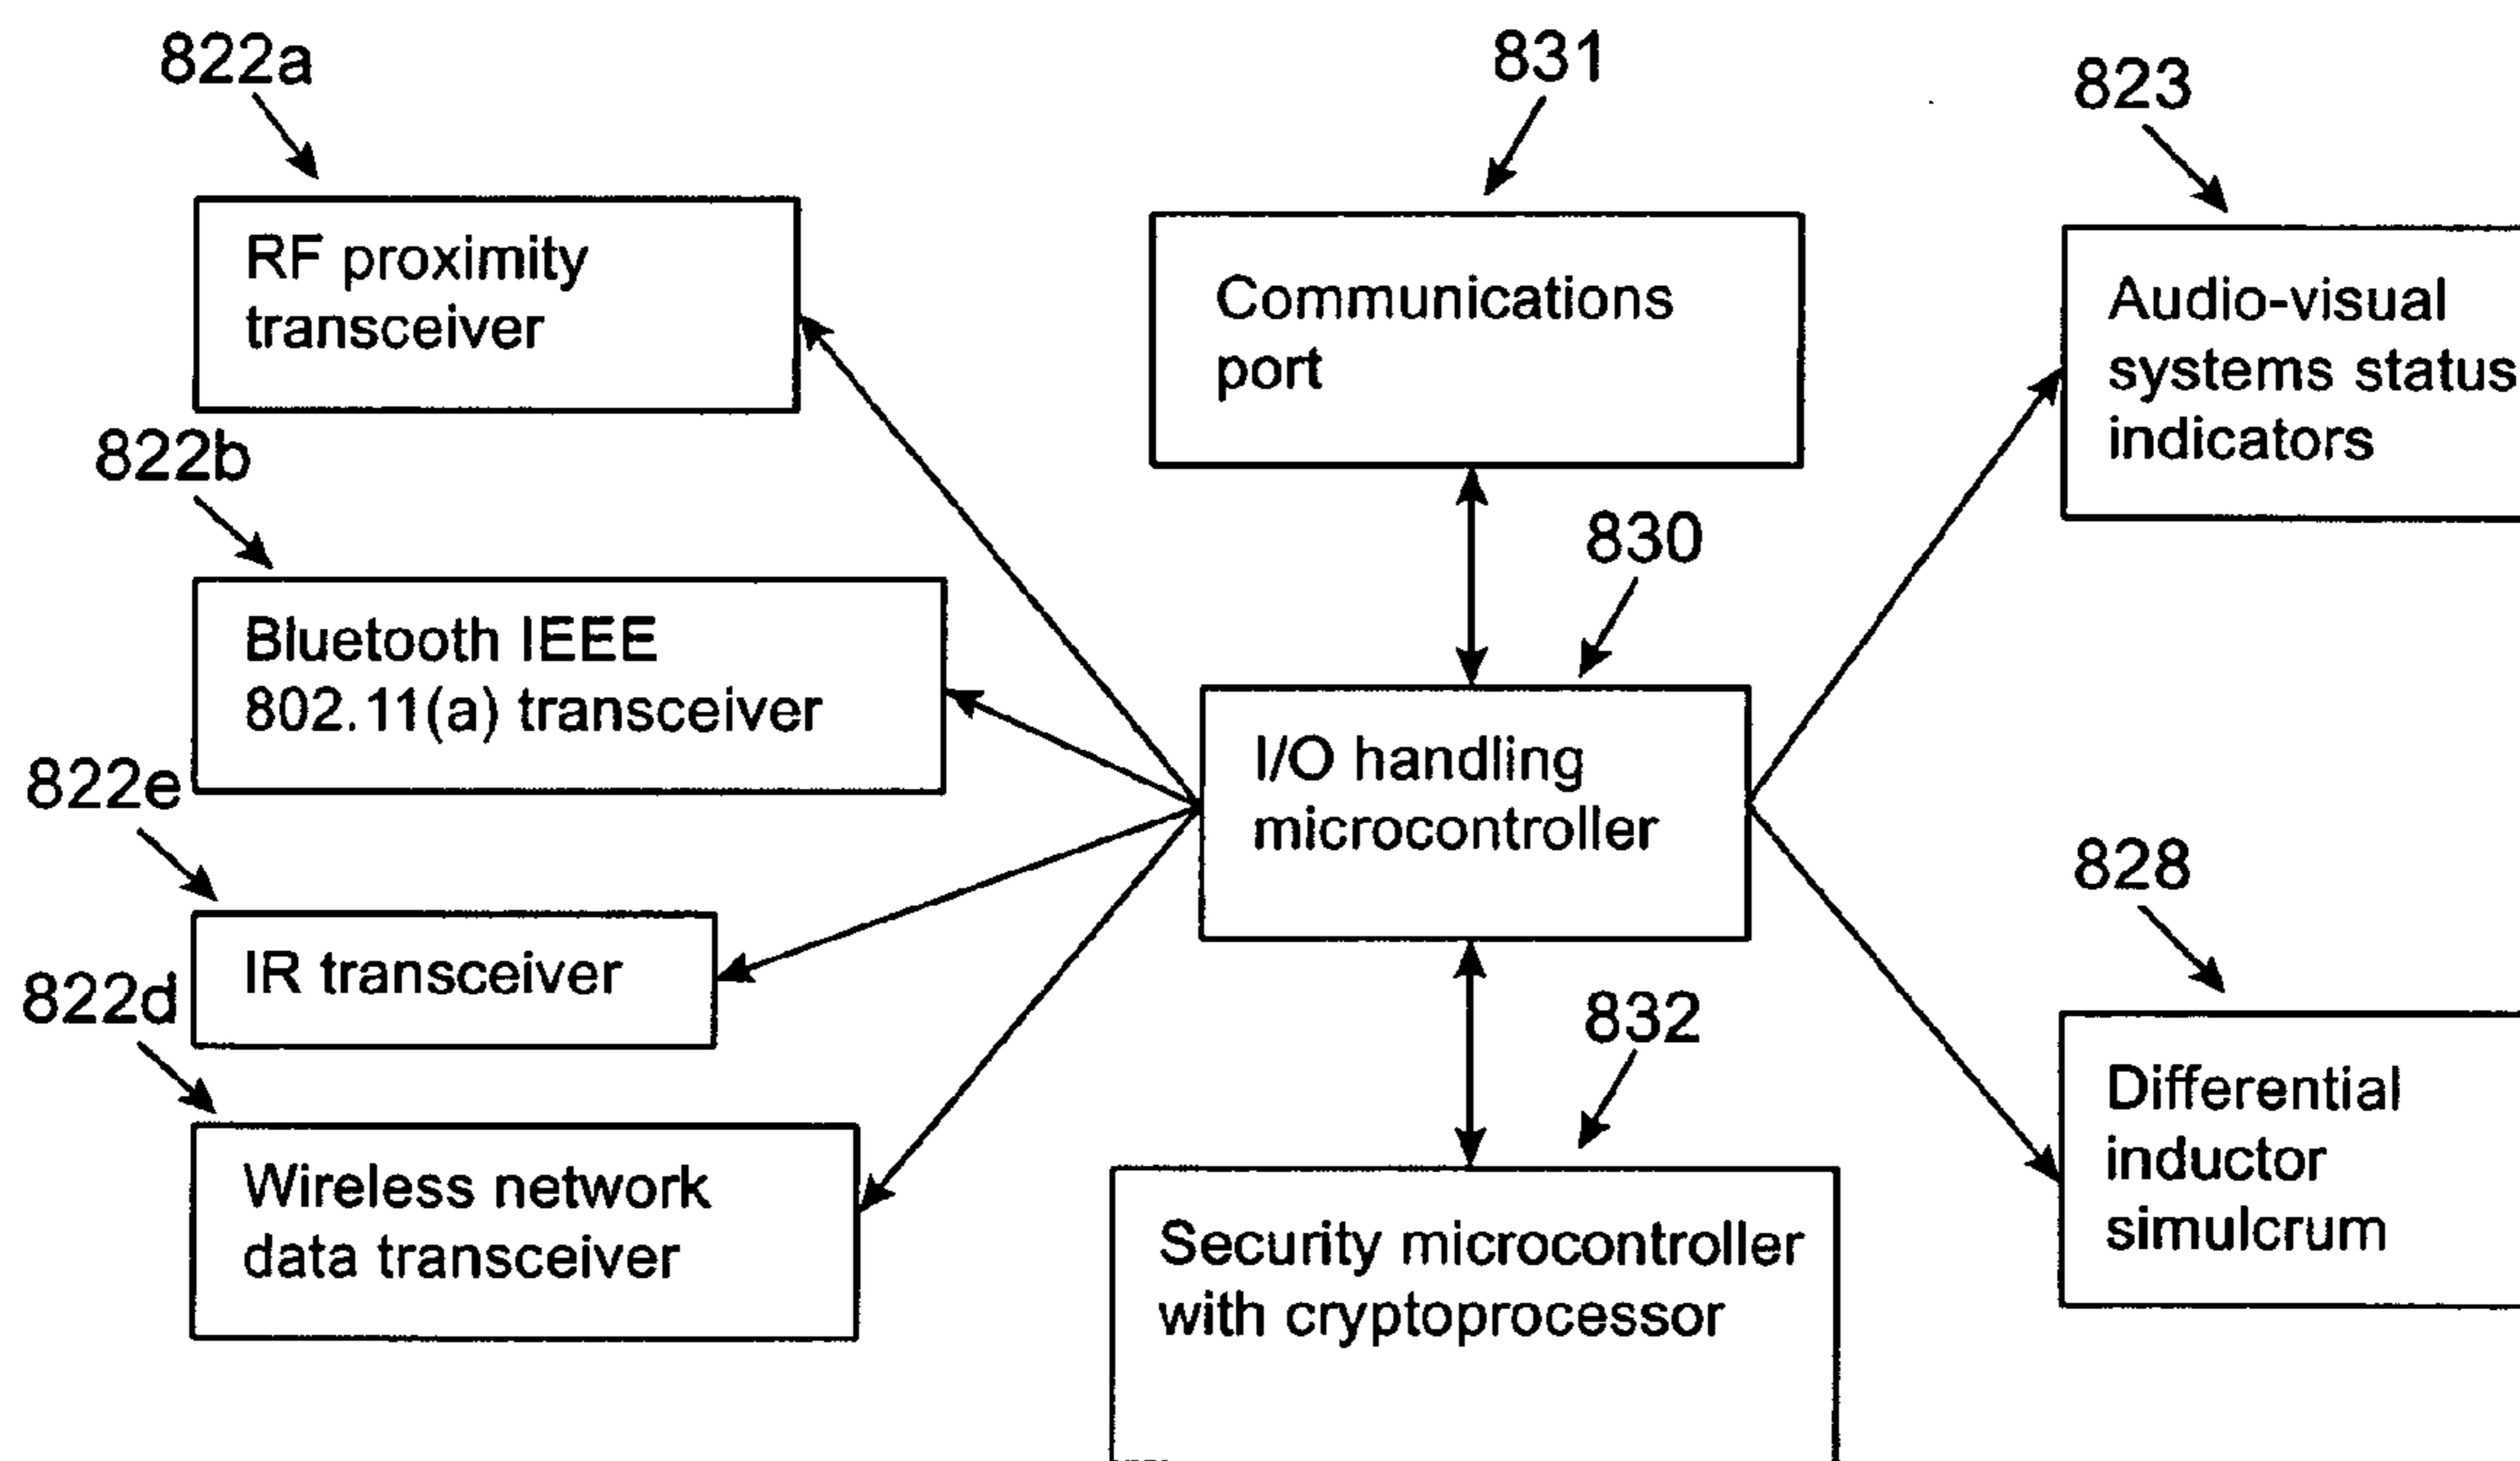 822a
RF proximity
transceiver
822b
Bluetooth IEEE
802.11(a) transceiver
822e
IR transceiver
822d
Wireless network
data transceiver
831
Communications
port
830
I/O handling
microcontroller
832
Security microcontroller
with cryptoprocessor
823
Audio-visual
systems status
indicators
828
Differential
inductor
simulcrum